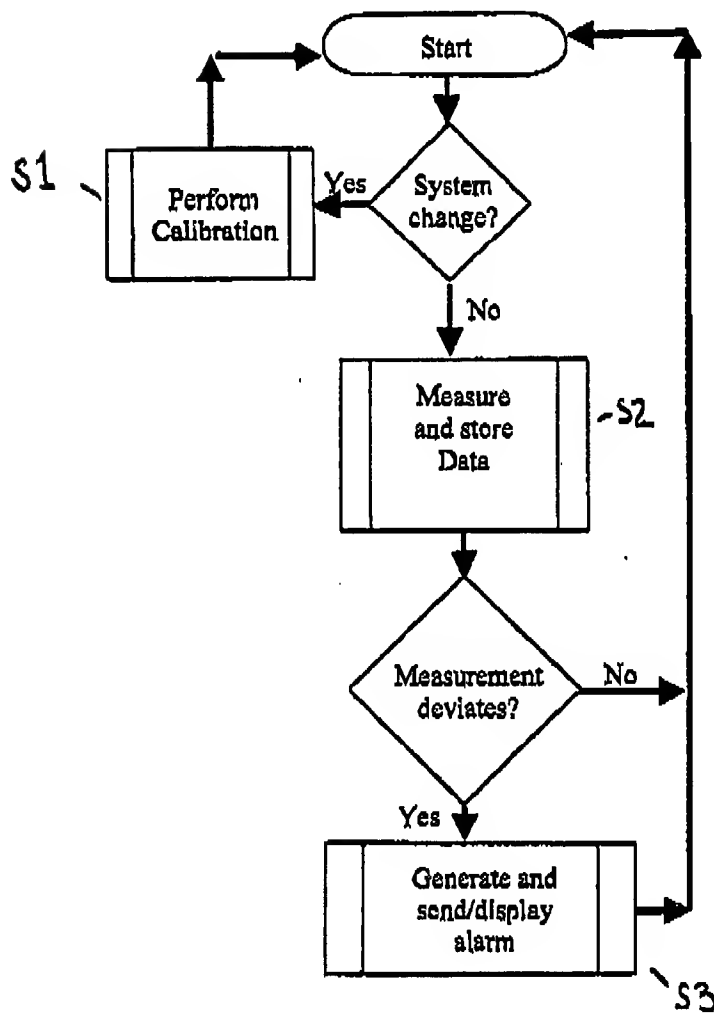 Start
System
change?
Yes
S1
Perform
Calibration
No
Measure
and store
Data
S2
Measurement
deviates?
No
Yes
Generate and
send/display
alarm
S3